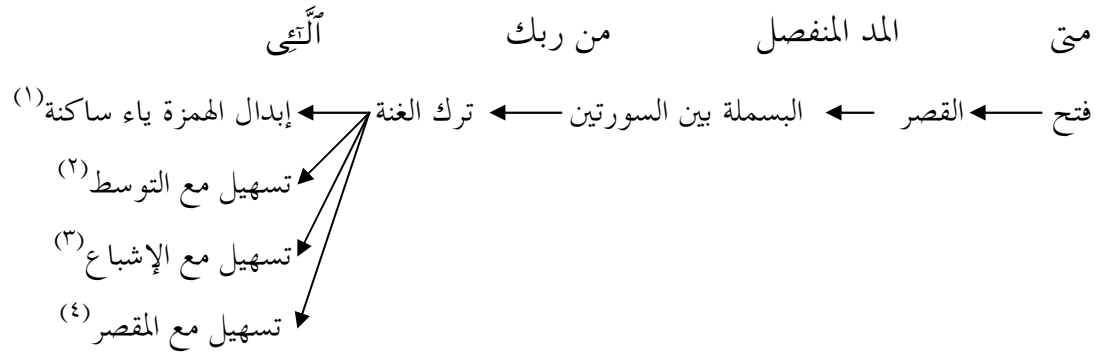 متى المد المنفصل من ربك ٱلَّـٰٓـِٔى
فتح القصر البسملة بين السورتين ترك الغنة إبدال الهمزة ياء ساكنة(١)
تسهيل مع التوسط(٢)
تسهيل مع الإشباع(٣)
تسهيل مع المقصر(٤)